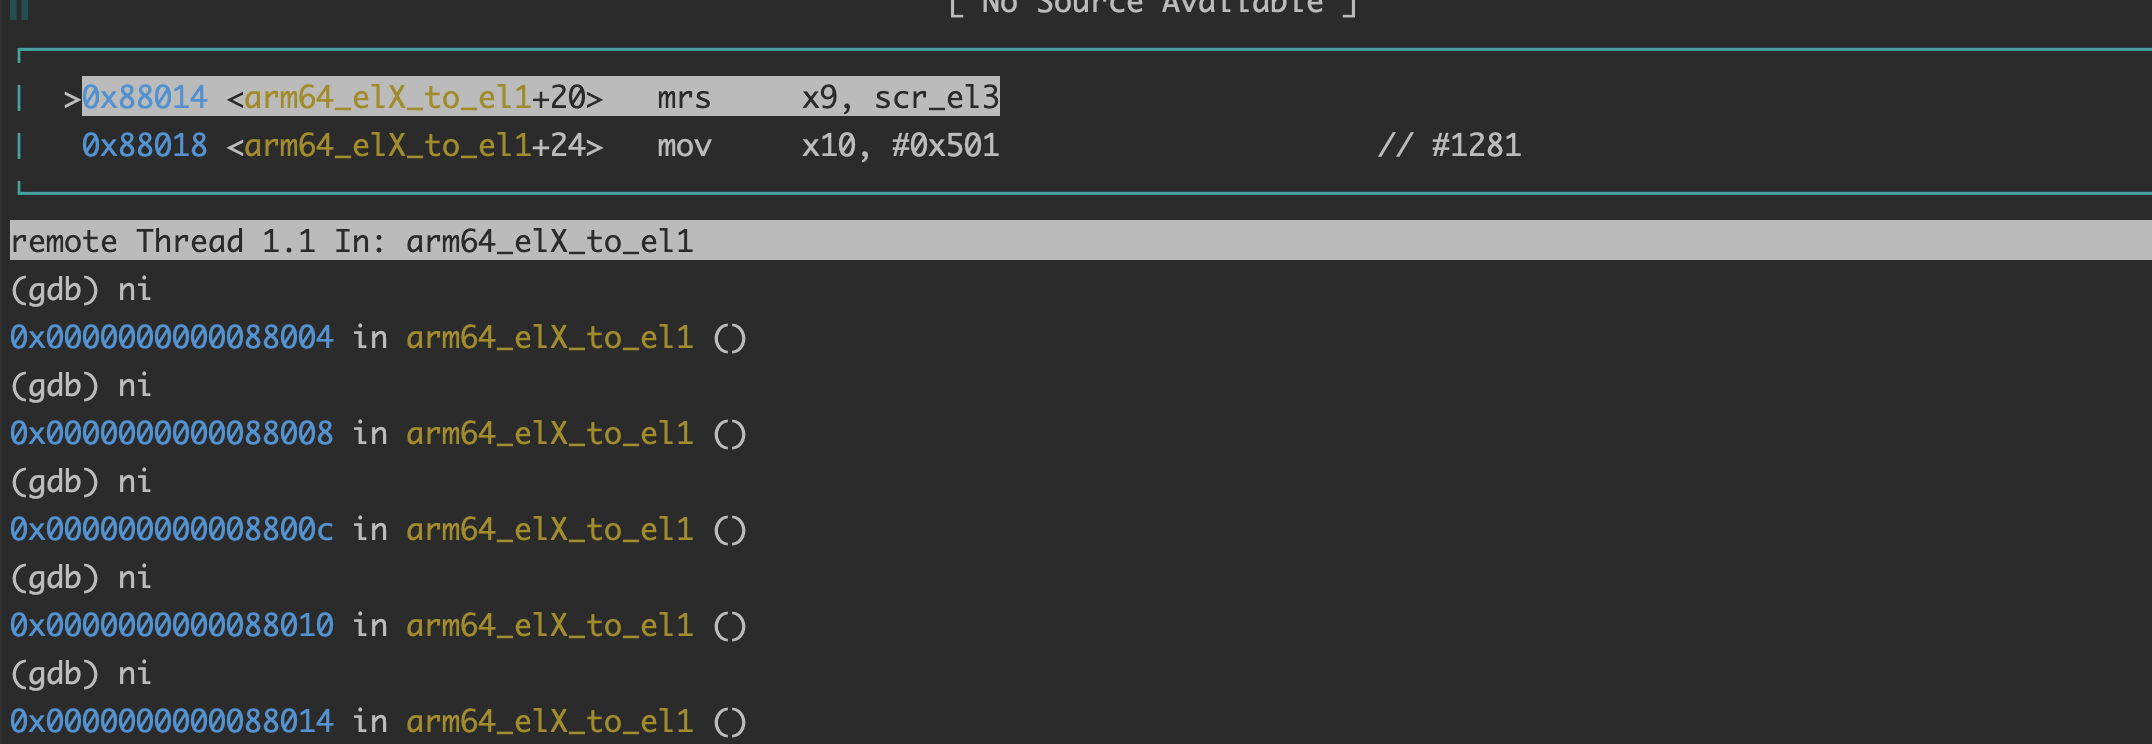 [ No Source Available ]
>0x88014 <arm64_elX_to_el1+20>   mrs     x9, scr_el3
0x88018 <arm64_elX_to_el1+24>   mov     x10, #0x501                     // #1281
remote Thread 1.1 In: arm64_elX_to_el1
(gdb) ni
0x0000000000088004 in arm64_elX_to_el1 ()
(gdb) ni
0x0000000000088008 in arm64_elX_to_el1 ()
(gdb) ni
0x000000000008800c in arm64_elX_to_el1 ()
(gdb) ni
0x0000000000088010 in arm64_elX_to_el1 ()
(gdb) ni
0x0000000000088014 in arm64_elX_to_el1 ()